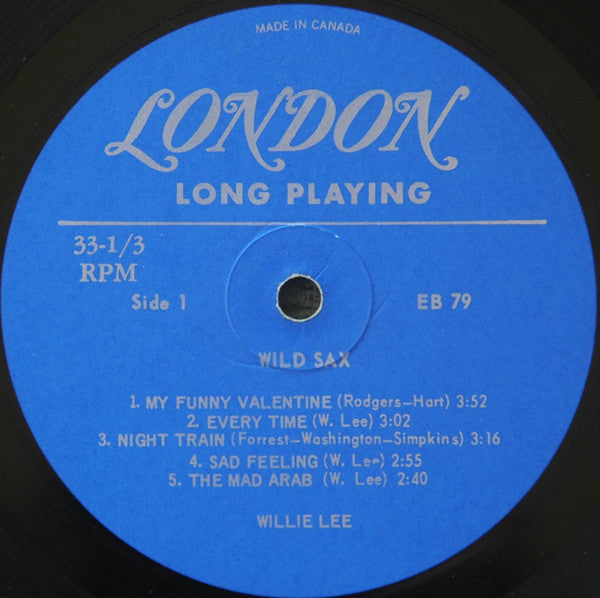 MADE IN CANADA
LONDON
LONG PLAYING
33-1/3
RPM
Side 1
EB 79
WILD SAX
1. MY FUNNY VALENTINE (Rodgers-Hart) 3:52
2. EVERY TIME (W. Lee) 3:02
3. NIGHT TRAIN (Forrest-Washington-Simpkins) 3:16
4. SAD FEELING (W. Lee) 2:55
5. THE MAD ARAB (W. Lee) 2:40
WILLIE LEE